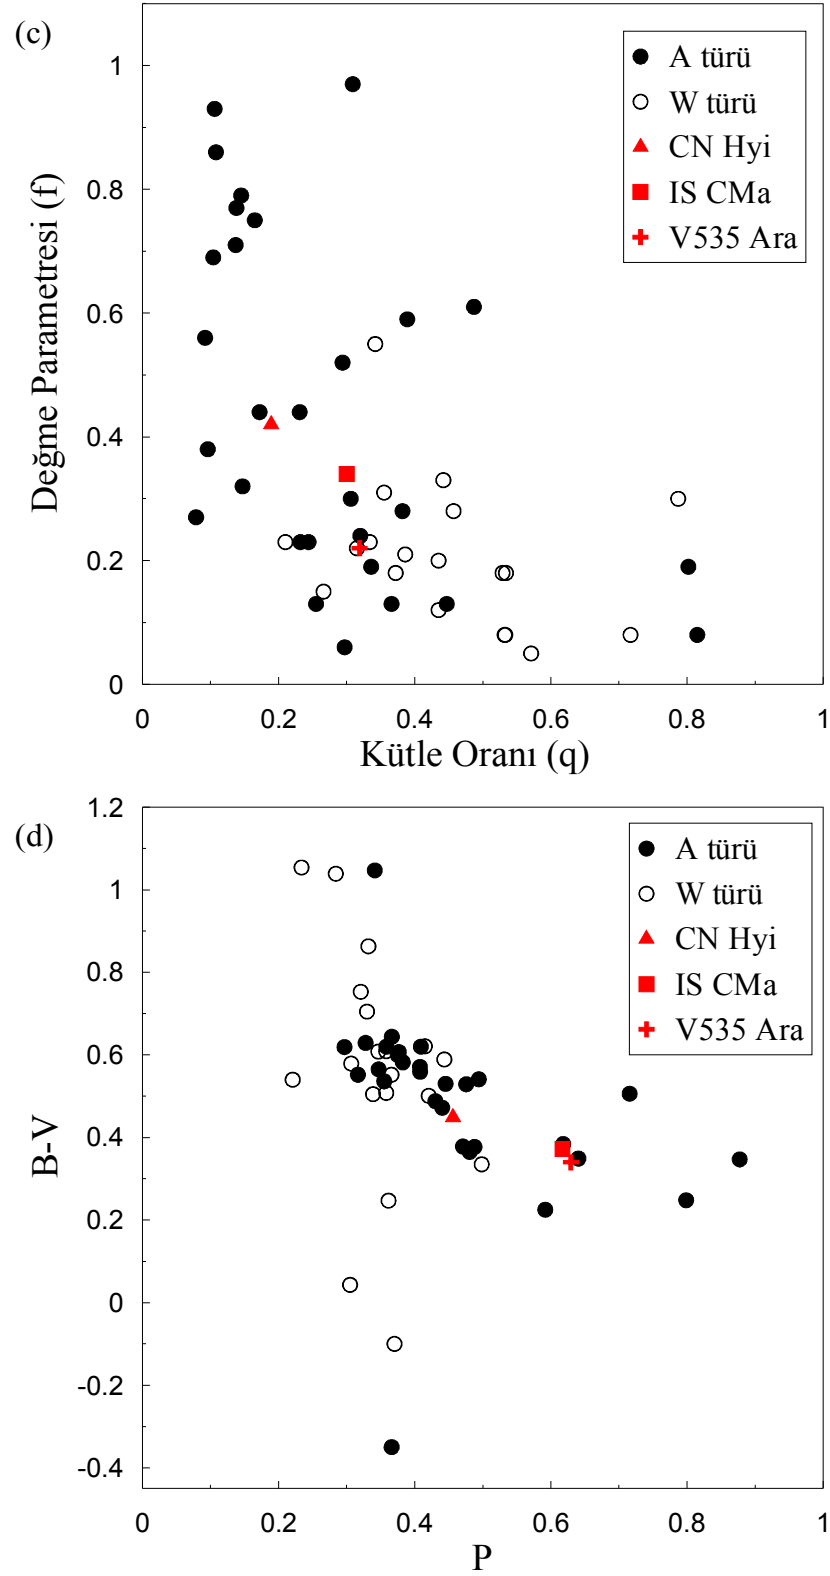 (c)
1
0.8
0.6
0.4
0.2
0
Değme Parametresi (f)
A türü
W türü
CN Hyi
IS CMa
V535 Ara
0 0.2 0.4 0.6 0.8 1
Kütle Oranı (q)
(d)
1.2
1
0.8
0.6
0.4
0.2
0
-0.2
-0.4
B-V
A türü
W türü
CN Hyi
IS CMa
V535 Ara
0 0.2 0.4 0.6 0.8 1
P